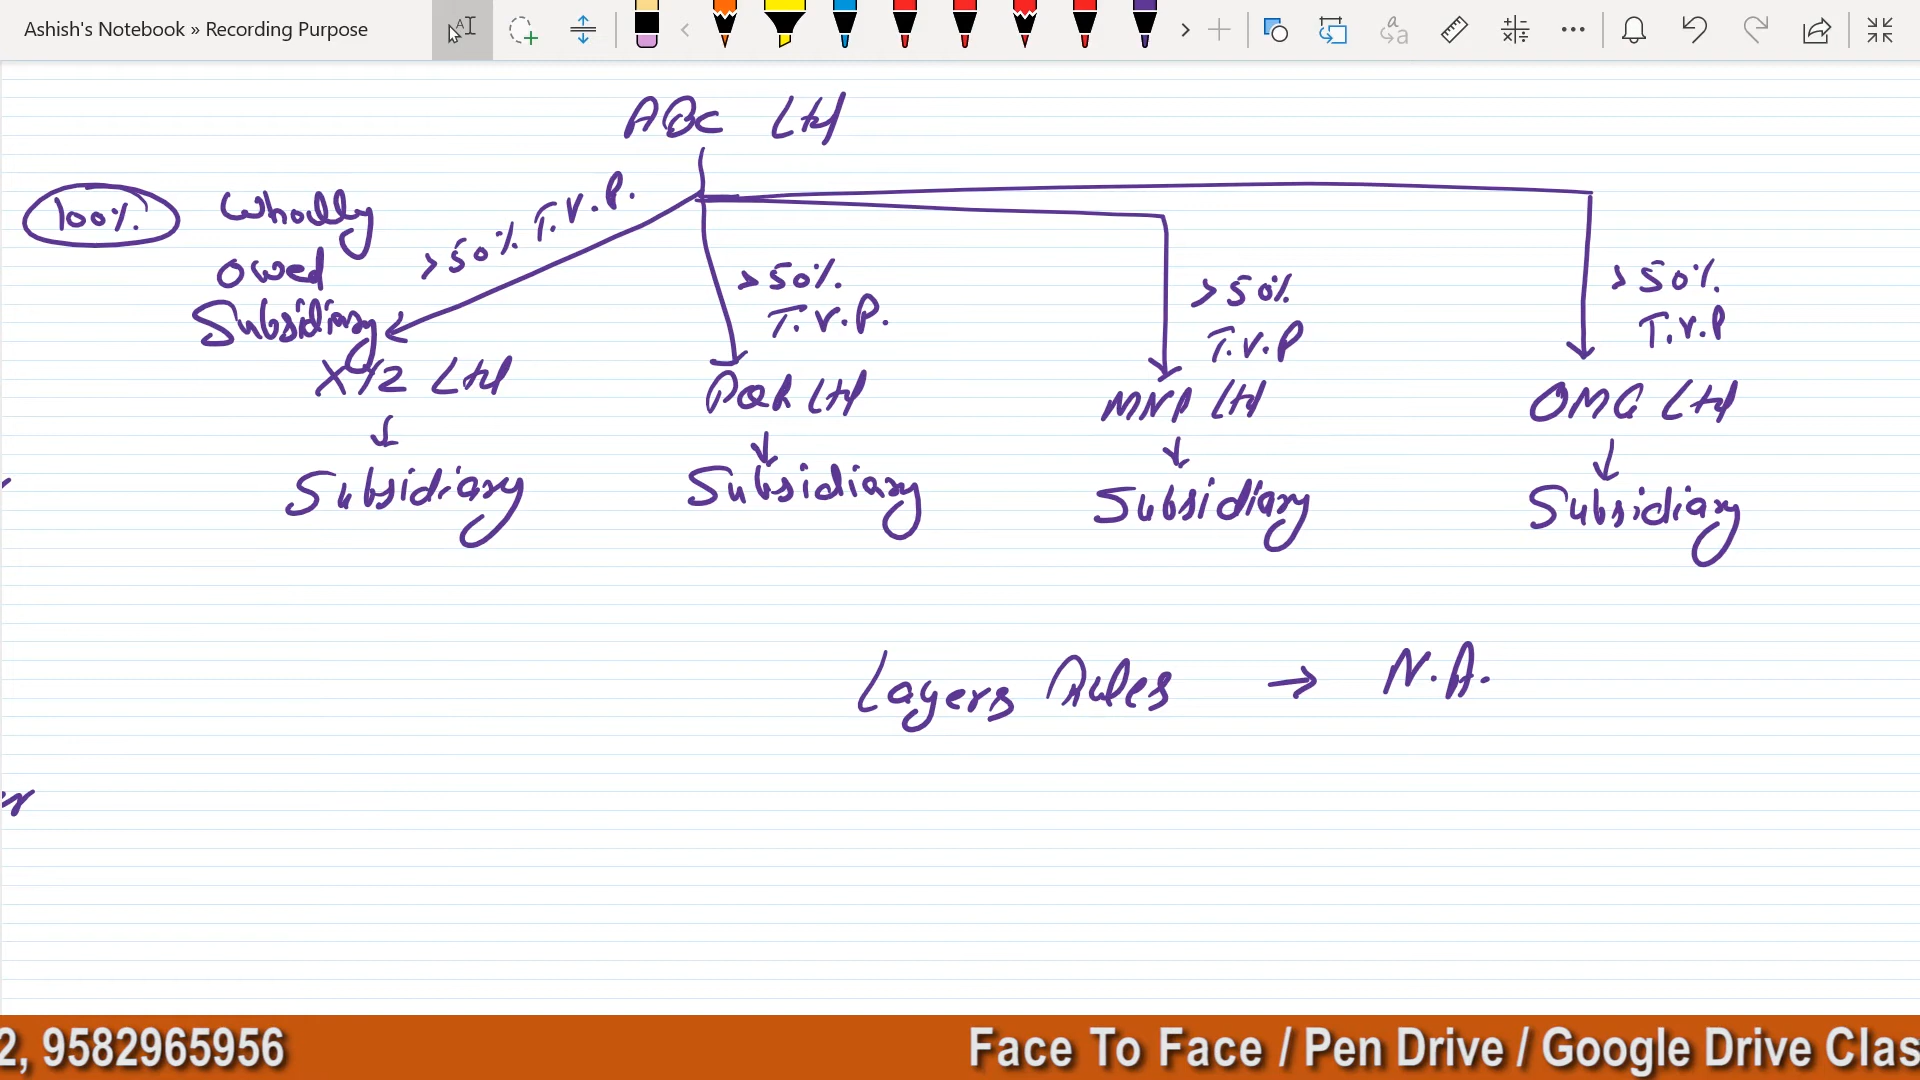 Ashish's Notebook » Recording Purpose
ABC Ltd
100%. Wholly
Owed
Subsidiary
> 50% T.V.P.
> 50%.
T.V.P.
> 50%
T.V.P
> 50%.
T.V.P
XYZ Ltd
PQR Ltd
MNP Ltd
OMG Ltd
Subsidiary
Subsidiary
Subsidiary
Subsidiary
Layers Rules → N.A.
2, 9582965956
Face To Face / Pen Drive / Google Drive Clas